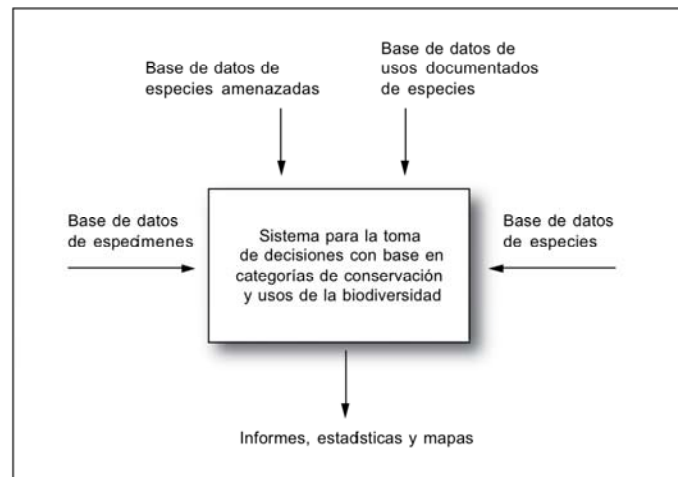 Base de datos de
especies amenazadas
Base de datos de
usos documentados
de especies
Base de datos
de especímenes
Sistema para la toma
de decisiones con base en
categorías de conservación
y usos de la biodiversidad
Base de datos
de especies
Informes, estadísticas y mapas